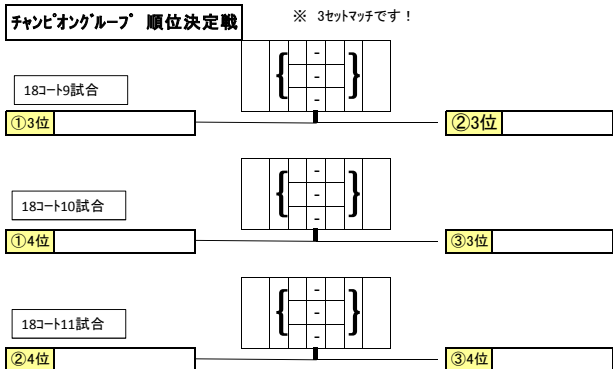 チャンピオングループ 順位決定戦
※ 3セットマッチです！
-
-
-
18コート9試合
①3位
②3位
-
-
-
18コート10試合
①4位
③3位
-
-
-
18コート11試合
②4位
③4位